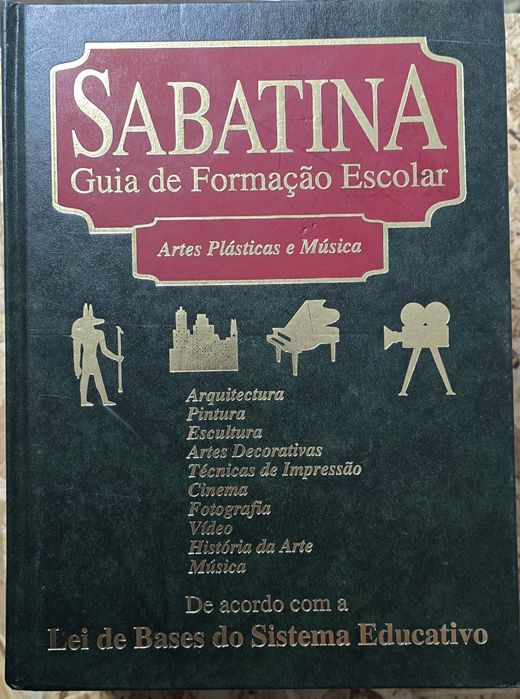 SABATINA
Guia de Formação Escolar
Artes Plásticas e Música
Arquitectura
Pintura
Escultura
Artes Decorativas
Técnicas de Impressão
Cinema
Fotografia
Vídeo
História da Arte
Música
De acordo com a
Lei de Bases do Sistema Educativo